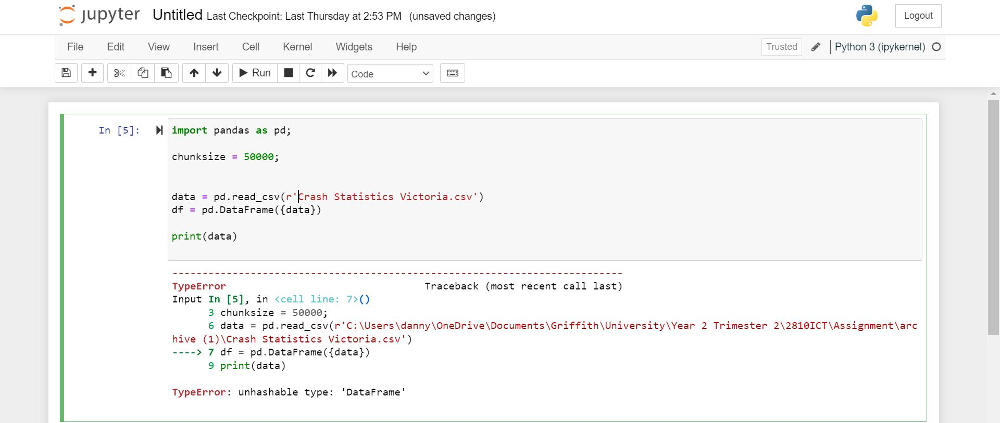 jupyter Untitled Last Checkpoint: Last Thursday at 2:53 PM (unsaved changes) Logout
File Edit View Insert Cell Kernel Widgets Help Trusted Python 3 (ipykernel)
Run Code
In [5]: import pandas as pd;
chunksize = 50000;
data = pd.read_csv(r'Crash Statistics Victoria.csv')
df = pd.DataFrame({data})
print(data)
---------------------------------------------------------------------------
TypeError Traceback (most recent call last)
Input In [5], in <cell line: 7>()
3 chunksize = 50000;
6 data = pd.read_csv(r'C:\Users\danny\OneDrive\Documents\Griffith\University\Year 2 Trimester 2\2810ICT\Assignment\arc
hive (1)\Crash Statistics Victoria.csv')
----> 7 df = pd.DataFrame({data})
9 print(data)
TypeError: unhashable type: 'DataFrame'